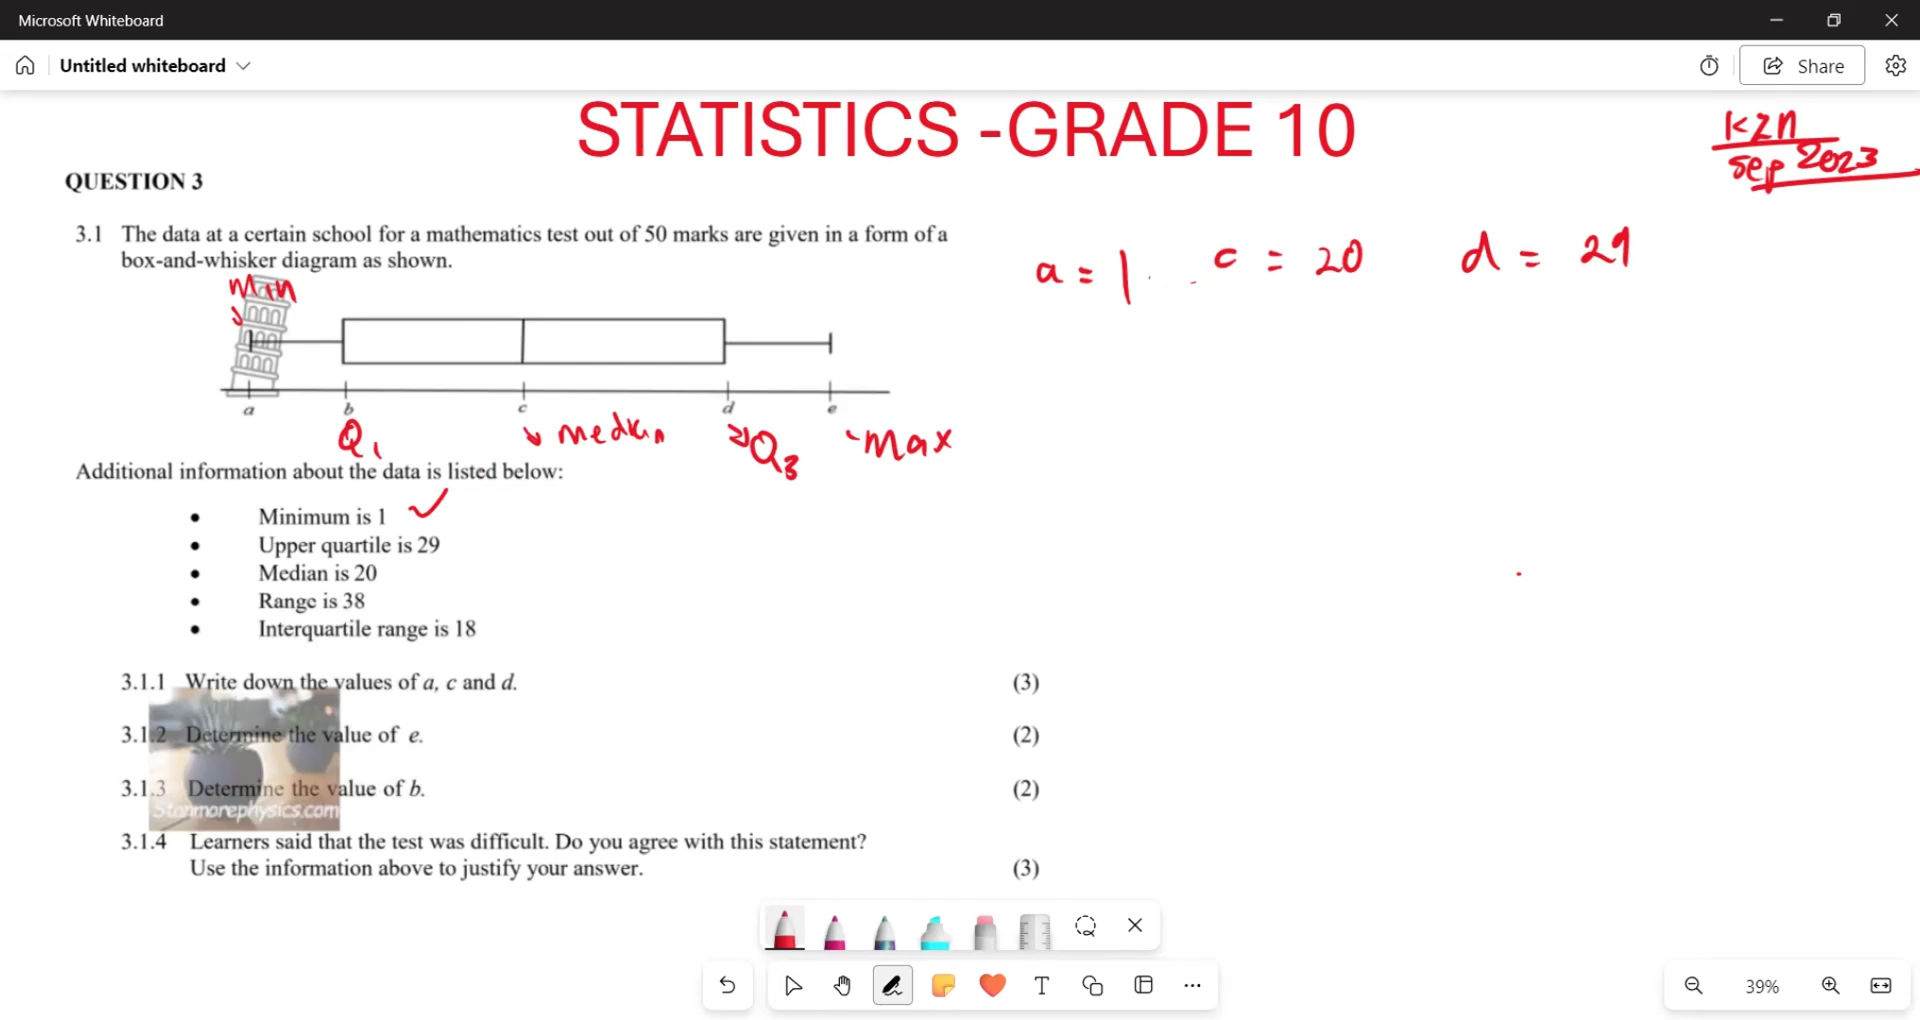 Microsoft Whiteboard
Untitled whiteboard
Share
STATISTICS -GRADE 10
KZN
Sep 2023
QUESTION 3
3.1 The data at a certain school for a mathematics test out of 50 marks are given in a form of a
box-and-whisker diagram as shown.
a = 1 c = 20 d = 29
Min
a b c d e
Q1 median Q3 Max
Additional information about the data is listed below:
• Minimum is 1
• Upper quartile is 29
• Median is 20
• Range is 38
• Interquartile range is 18
3.1.1 Write down the values of a, c and d. (3)
3.1.2 Determine the value of e. (2)
3.1.3 Determine the value of b. (2)
Stanmorephysics.com
3.1.4 Learners said that the test was difficult. Do you agree with this statement?
Use the information above to justify your answer. (3)
39%